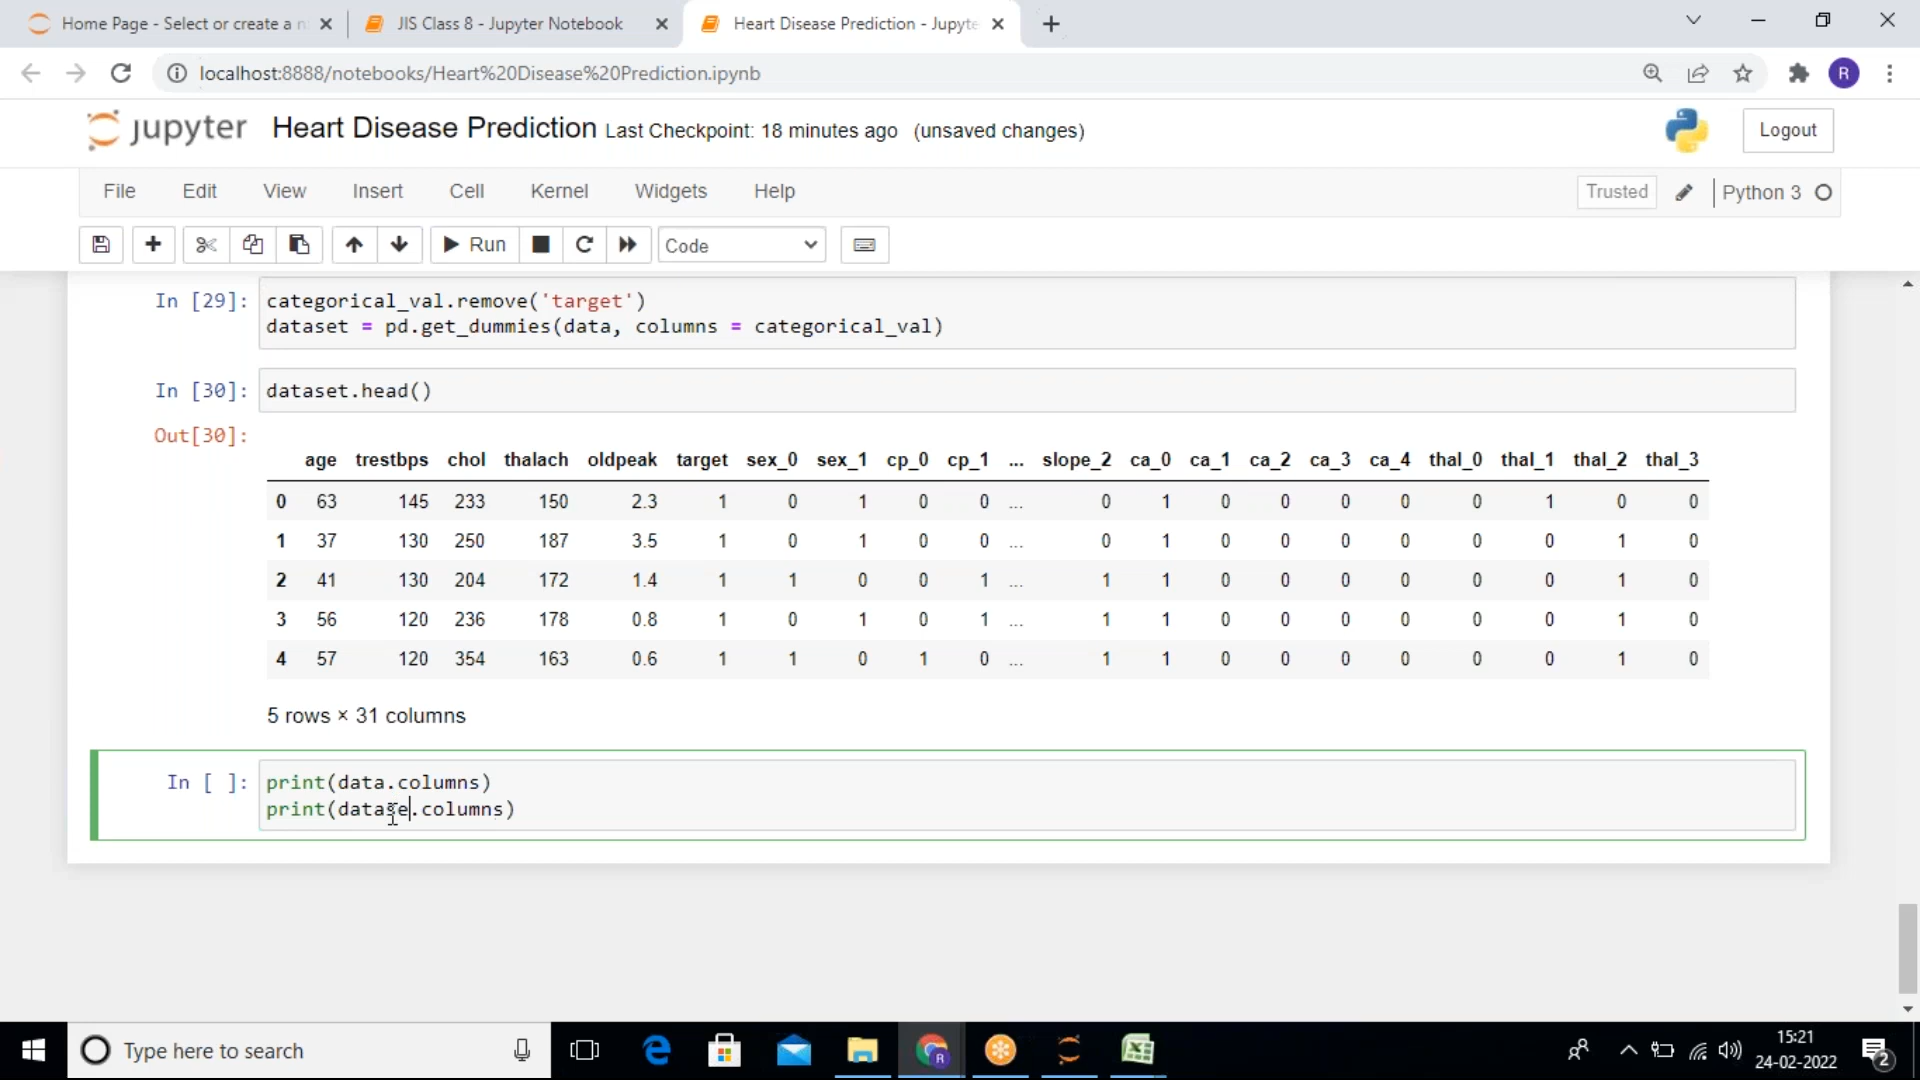 Home Page - Select or create a n
JIS Class 8 - Jupyter Notebook
Heart Disease Prediction - Jupyte
localhost:8888/notebooks/Heart%20Disease%20Prediction.ipynb
R
jupyter Heart Disease Prediction Last Checkpoint: 18 minutes ago (unsaved changes)
Logout
File Edit View Insert Cell Kernel Widgets Help
Trusted
Python 3
Run
Code
In [29]: categorical_val.remove('target')
dataset = pd.get_dummies(data, columns = categorical_val)
In [30]: dataset.head()
Out[30]:
age trestbps chol thalach oldpeak target sex_0 sex_1 cp_0 cp_1 ... slope_2 ca_0 ca_1 ca_2 ca_3 ca_4 thal_0 thal_1 thal_2 thal_3
0 63 145 233 150 2.3 1 0 1 0 0 ... 0 1 0 0 0 0 0 1 0 0
1 37 130 250 187 3.5 1 0 1 0 0 ... 0 1 0 0 0 0 0 0 1 0
2 41 130 204 172 1.4 1 1 0 0 1 ... 1 1 0 0 0 0 0 0 1 0
3 56 120 236 178 0.8 1 0 1 0 1 ... 1 1 0 0 0 0 0 0 1 0
4 57 120 354 163 0.6 1 1 0 1 0 ... 1 1 0 0 0 0 0 0 1 0
5 rows × 31 columns
In [ ]: print(data.columns)
print(datase.columns)
Type here to search
R
15:21
24-02-2022
2